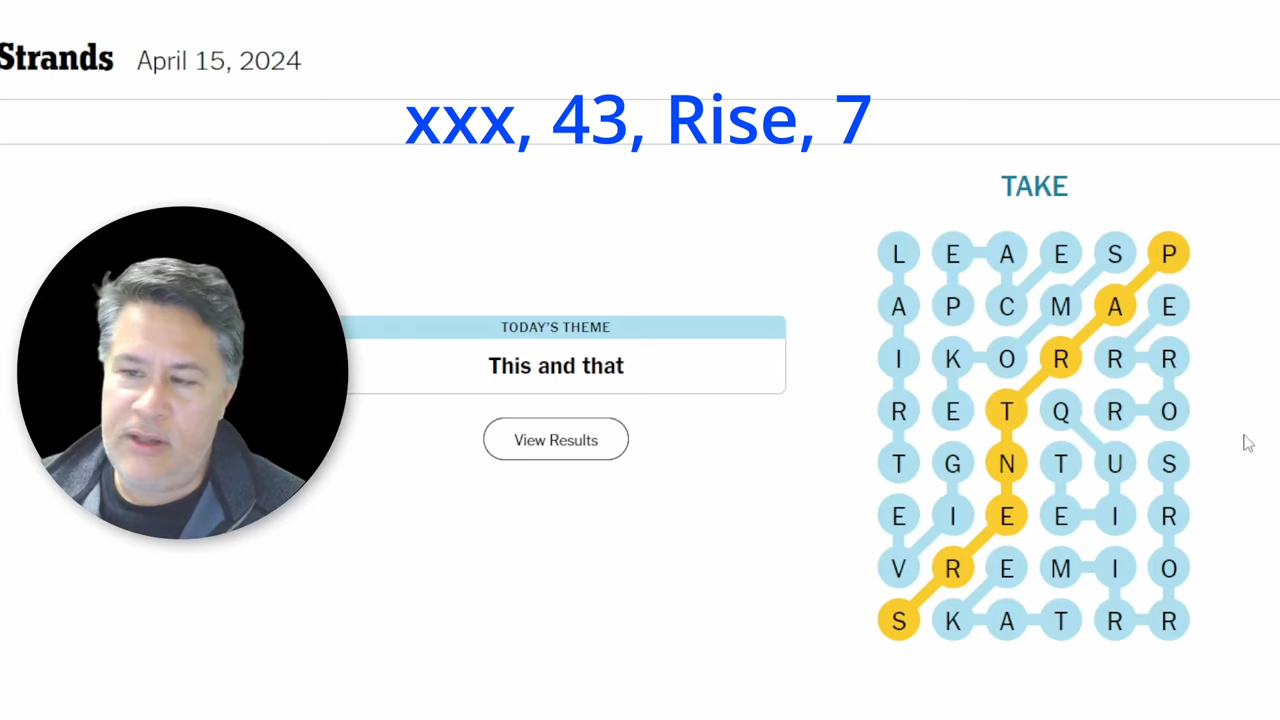 Strands April 15, 2024
xxx, 43, Rise, 7
TAKE
TODAY'S THEME
This and that
View Results
L E A E S P
A P C M A E
I K O R R R
R E T Q R O
T G N T U S
E I E E I R
V R E M I O
S K A T R R